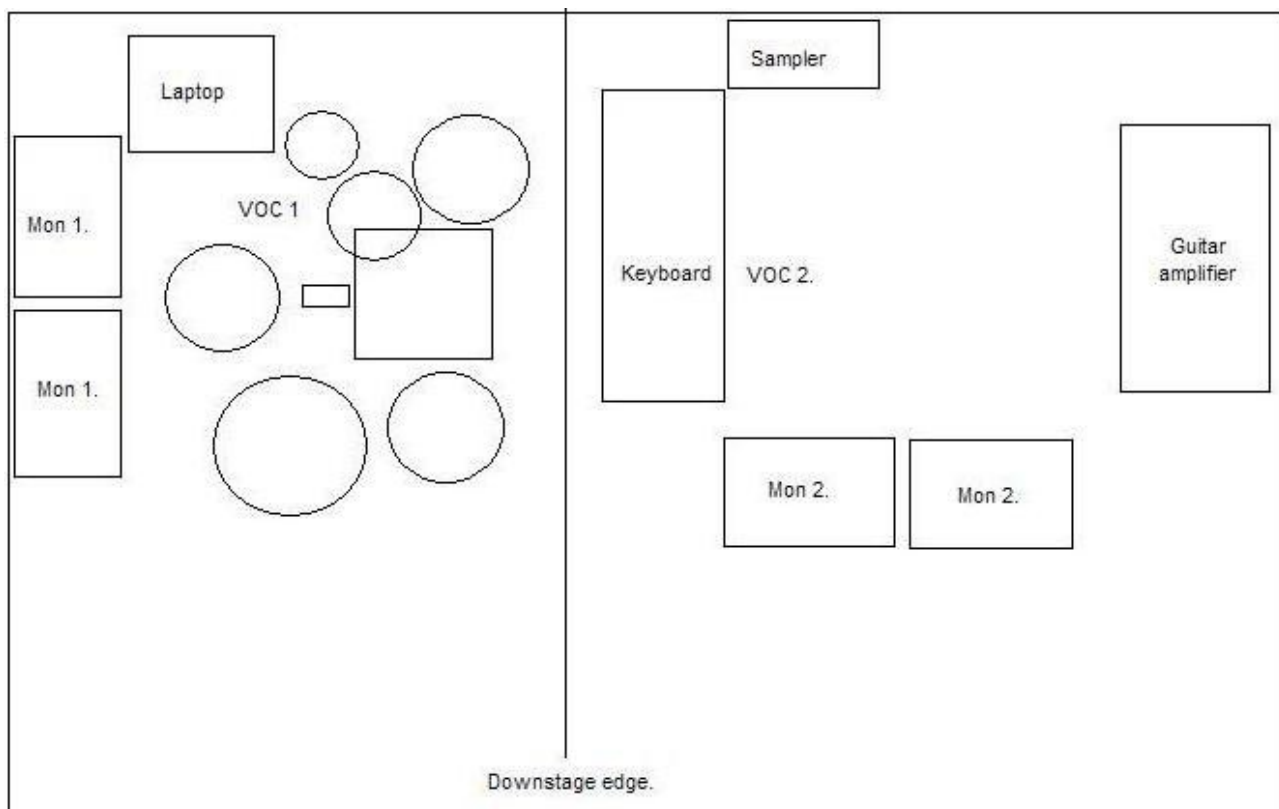 Sampler
Laptop
VOC 1
Mon 1.
Keyboard
VOC 2.
Guitar
amplifier
Mon 1.
Mon 2.
Mon 2.
Downstage edge.